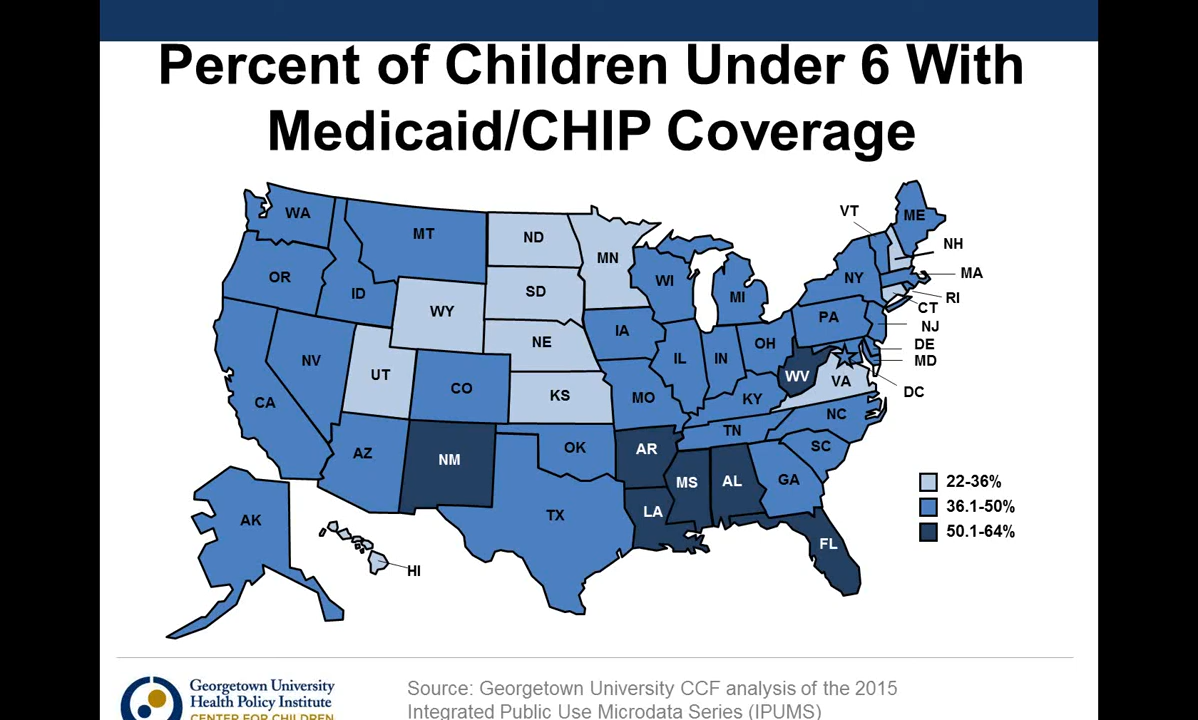 Percent of Children Under 6 With
Medicaid/CHIP Coverage
WA
MT
ND
MN
VT
ME
NH
OR
ID
SD
WI
MI
NY
MA
WY
RI
CT
NE
IA
PA
NJ
NV
UT
CO
KS
IL
IN
OH
DE
MD
WV
VA
DC
CA
MO
KY
NC
AZ
NM
OK
AR
TN
SC
MS
AL
GA
AK
TX
LA
FL
HI
22-36%
36.1-50%
50.1-64%
Georgetown University
Health Policy Institute
CENTER FOR CHILDREN
Source: Georgetown University CCF analysis of the 2015
Integrated Public Use Microdata Series (IPUMS)